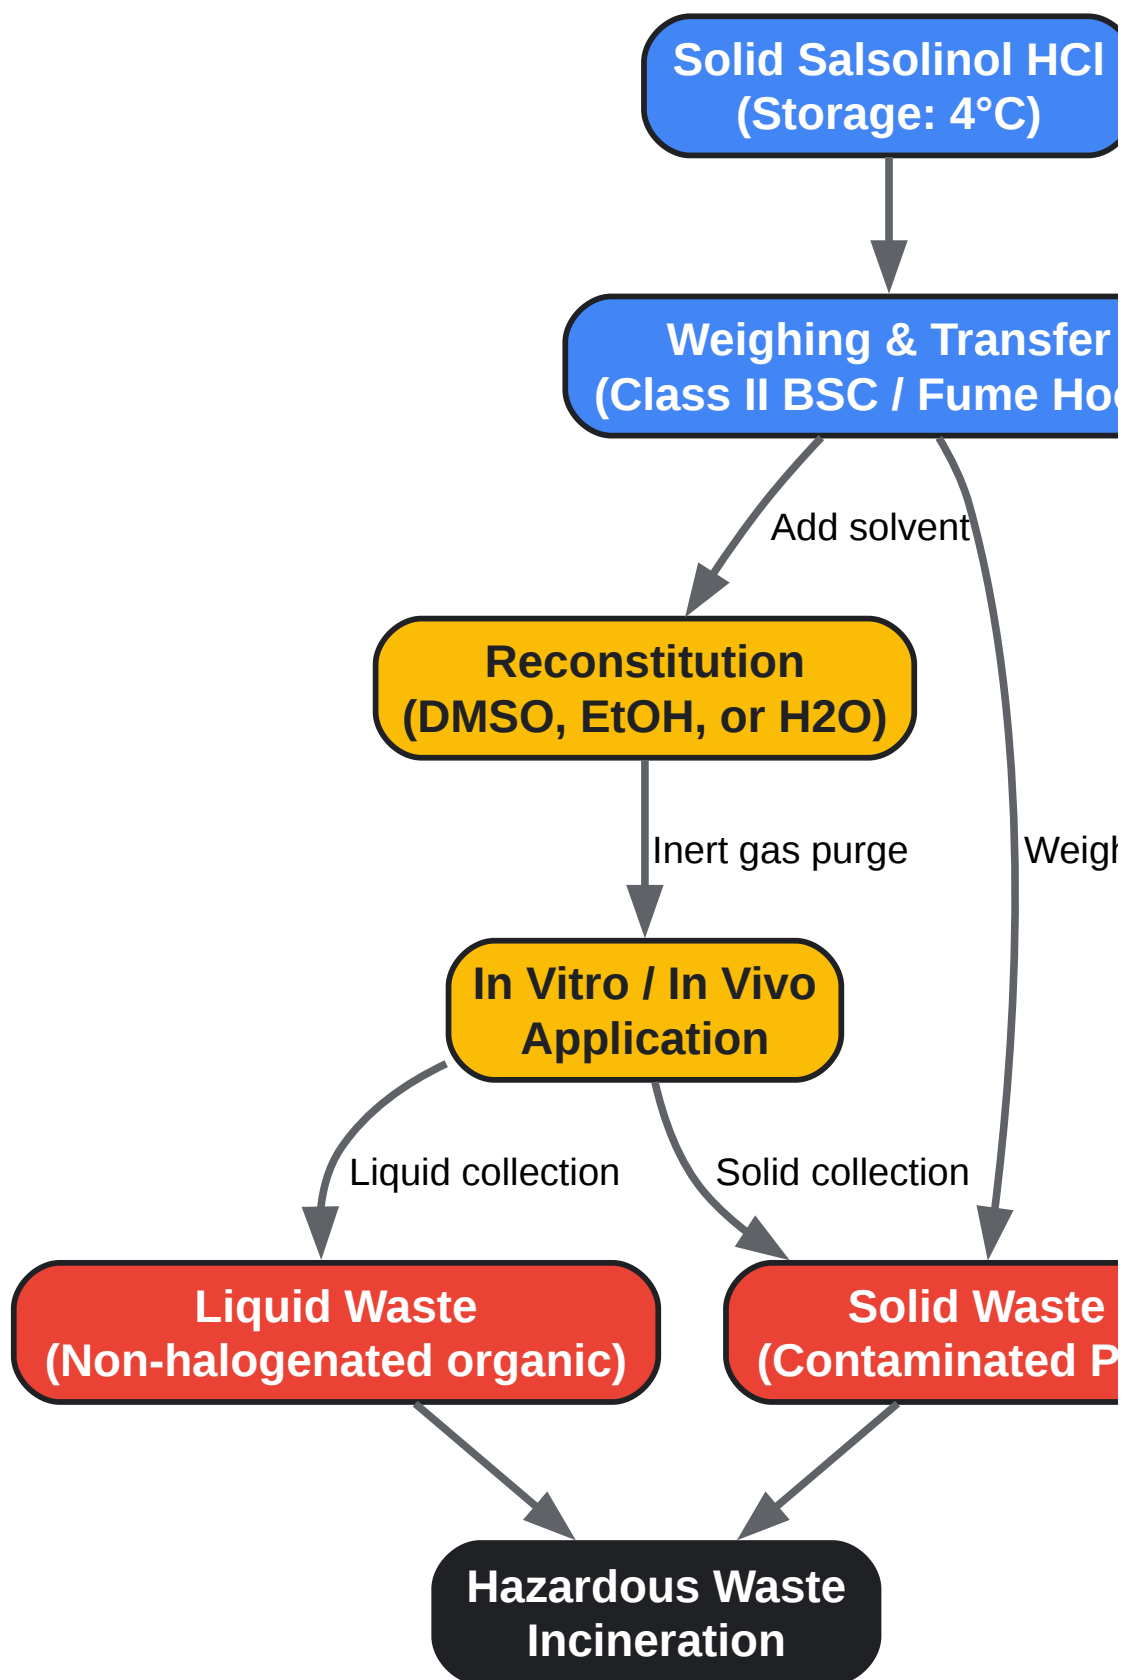 Solid Salsolinol HCl
(Storage: 4°C)
Weighing & Transfer
(Class II BSC / Fume
Add solvent
Reconstitution
(DMSO, EtOH, or H2O)
Inert gas purge
In Vitro / In Vivo
Application
Liquid collection
Solid collection
Liquid Waste
(Non-halogenated organic)
Solid Waste
(Contaminated
Hazardous Waste
Incineration